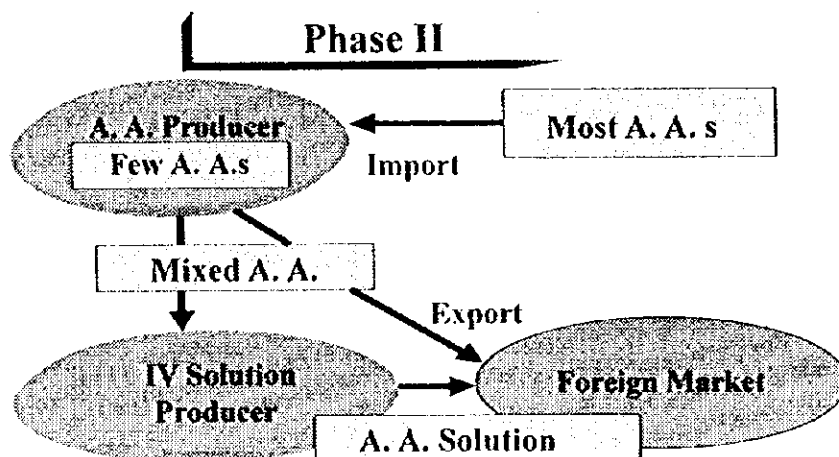 Phase II
A. A. Producer
Few A. A.s
Most A. A. s
Import
Mixed A. A.
Export
IV Solution
Producer
Foreign Market
A. A. Solution